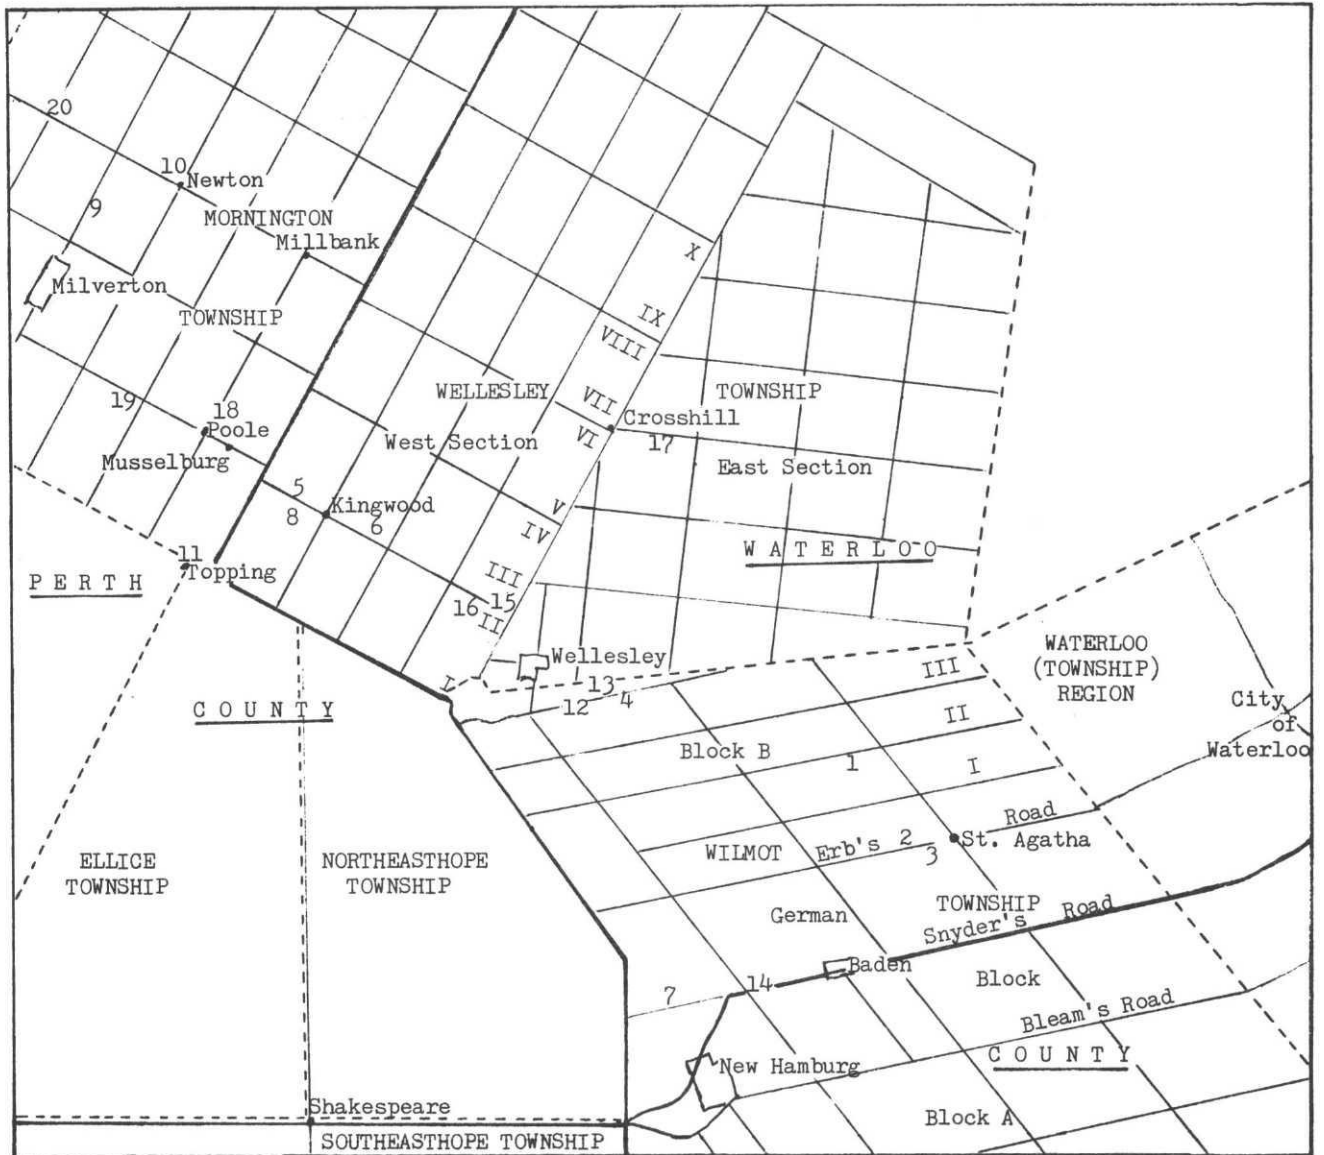 20
10
Newton
9
MORNINGTON
Millbank
Milverton
TOWNSHIP
X
IX
VIII
WELLESLEY
TOWNSHIP
VII
19
18
Poole
Crosshill
VI
17
West Section
Musselburg
East Section
5
Kingwood
8
6
V
IV
WATERLOO
11
Topping
PERTH
III
16 15
II
Wellesley
WATERLOO
(TOWNSHIP)
REGION
III
I
13
12
4
COUNTY
II
City
of
Waterloo
Block B
1
I
Road
Erb's 2
St. Agatha
3
WILMOT
ELLICE
TOWNSHIP
NORTHEASTHOPE
TOWNSHIP
TOWNSHIP
German
Snyder's Road
Baden
14
Block
7
Bleam's Road
COUNTY
New Hamburg
Shakespeare
Block A
SOUTHEASTHOPE TOWNSHIP